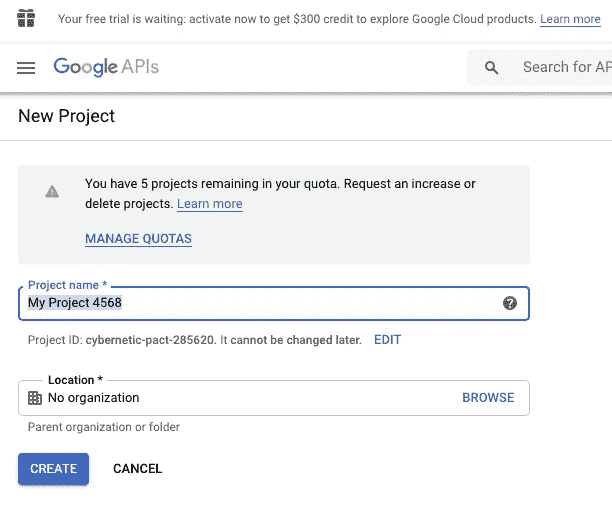 Your free trial is waiting: activate now to get $300 credit to explore Google Cloud products. Learn more
Google APIs
Search for AP
New Project
You have 5 projects remaining in your quota. Request an increase or
delete projects. Learn more
MANAGE QUOTAS
Project name *
My Project 4568
Project ID: cybernetic-pact-285620. It cannot be changed later. EDIT
Location *
No organization BROWSE
Parent organization or folder
CREATE CANCEL